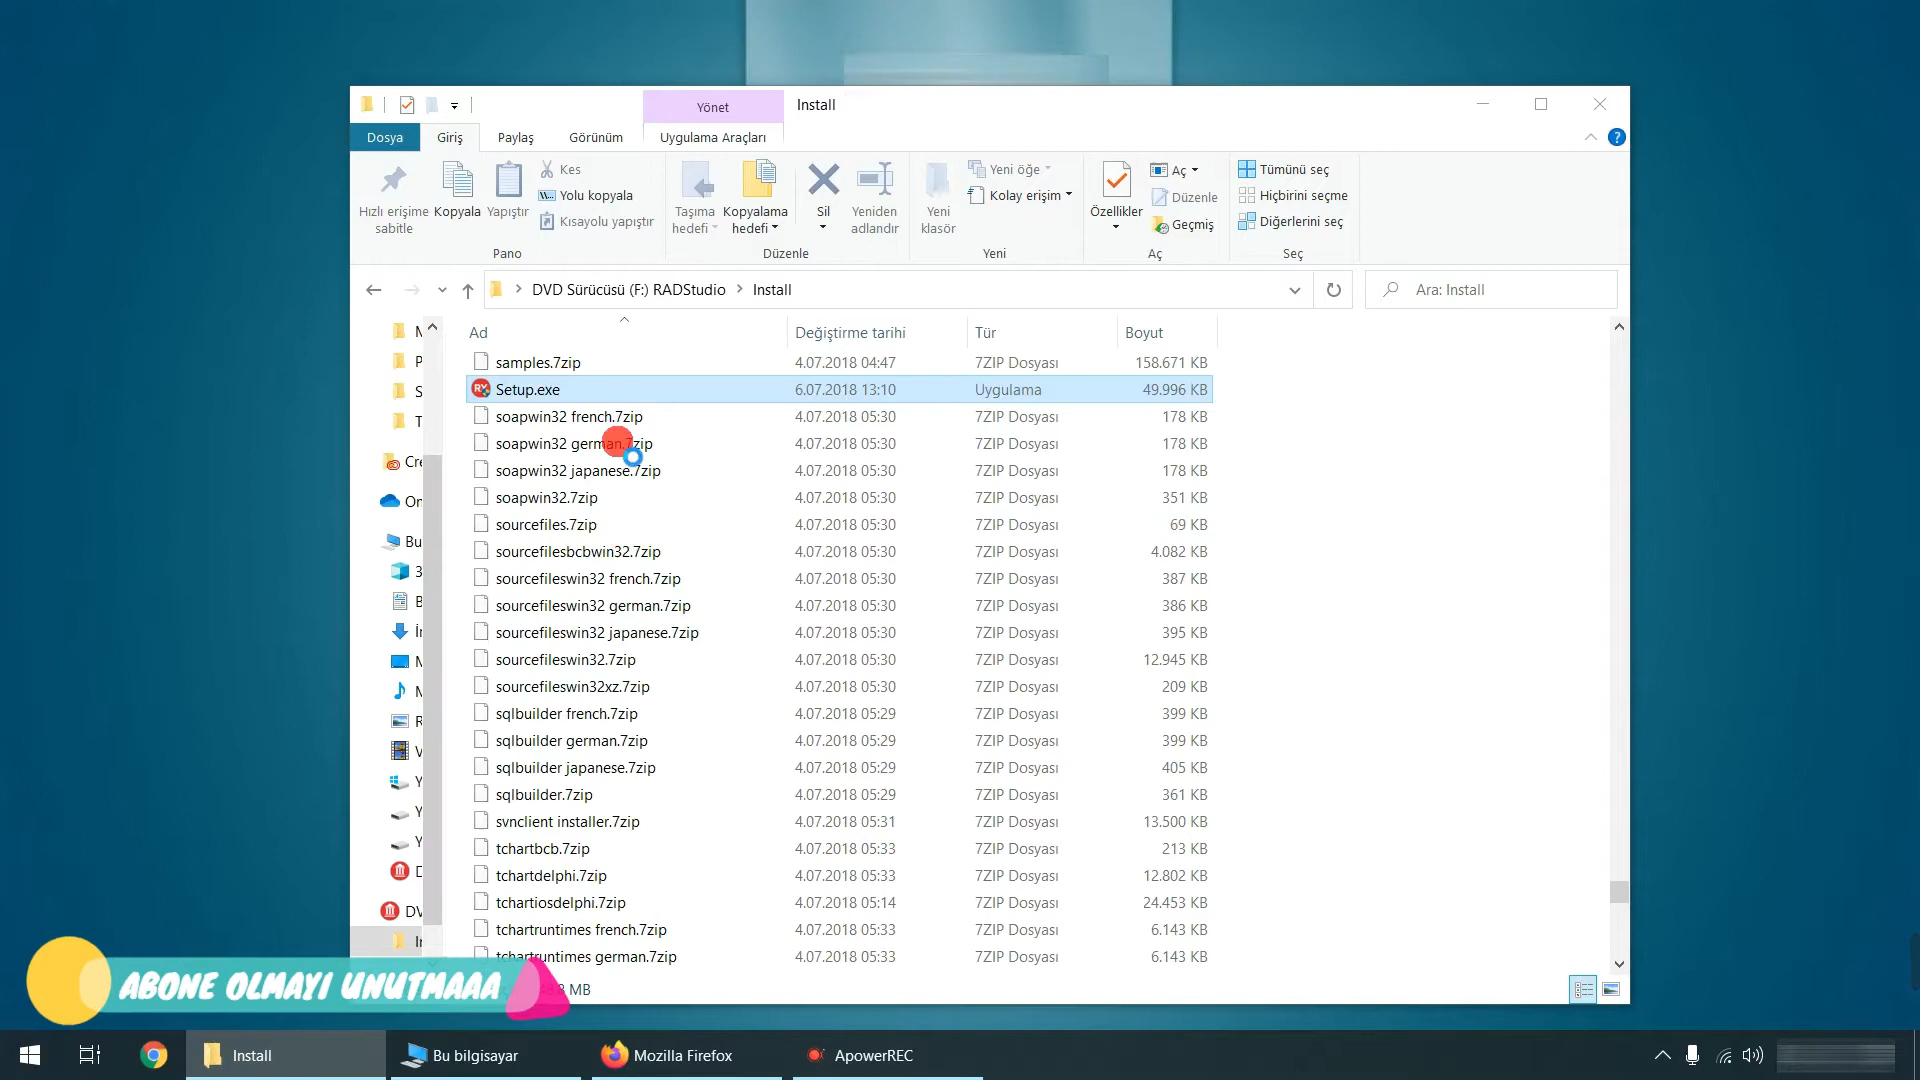 Yönet
Install
Dosya
Giriş
Paylaş
Görünüm
Uygulama Araçları
Hızlı erişime sabitle
Kopyala
Yapıştır
Kes
Yolu kopyala
Kısayolu yapıştır
Pano
Taşıma hedefi
Kopyalama hedefi
Sil
Yeniden adlandır
Düzenle
Yeni klasör
Yeni öğe
Kolay erişim
Yeni
Özellikler
Aç
Düzenle
Geçmiş
Aç
Tümünü seç
Hiçbirini seçme
Diğerlerini seç
Seç
DVD Sürücüsü (F:) RADStudio
Install
Ara: Install
Ad Değiştirme tarihi Tür Boyut
samples.7zip 4.07.2018 04:47 7ZIP Dosyası 158.671 KB
Setup.exe 6.07.2018 13:10 Uygulama 49.996 KB
soapwin32 french.7zip 4.07.2018 05:30 7ZIP Dosyası 178 KB
soapwin32 german.7zip 4.07.2018 05:30 7ZIP Dosyası 178 KB
soapwin32 japanese.7zip 4.07.2018 05:30 7ZIP Dosyası 178 KB
soapwin32.7zip 4.07.2018 05:30 7ZIP Dosyası 351 KB
sourcefiles.7zip 4.07.2018 05:30 7ZIP Dosyası 69 KB
sourcefilesbcbwin32.7zip 4.07.2018 05:30 7ZIP Dosyası 4.082 KB
sourcefileswin32 french.7zip 4.07.2018 05:30 7ZIP Dosyası 387 KB
sourcefileswin32 german.7zip 4.07.2018 05:30 7ZIP Dosyası 386 KB
sourcefileswin32 japanese.7zip 4.07.2018 05:30 7ZIP Dosyası 395 KB
sourcefileswin32.7zip 4.07.2018 05:30 7ZIP Dosyası 12.945 KB
sourcefileswin32xz.7zip 4.07.2018 05:30 7ZIP Dosyası 209 KB
sqlbuilder french.7zip 4.07.2018 05:29 7ZIP Dosyası 399 KB
sqlbuilder german.7zip 4.07.2018 05:29 7ZIP Dosyası 399 KB
sqlbuilder japanese.7zip 4.07.2018 05:29 7ZIP Dosyası 405 KB
sqlbuilder.7zip 4.07.2018 05:29 7ZIP Dosyası 361 KB
svnclient installer.7zip 4.07.2018 05:31 7ZIP Dosyası 13.500 KB
tchartbcb.7zip 4.07.2018 05:33 7ZIP Dosyası 213 KB
tchartdelphi.7zip 4.07.2018 05:33 7ZIP Dosyası 12.802 KB
tchartiosdelphi.7zip 4.07.2018 05:14 7ZIP Dosyası 24.453 KB
tchartruntimes french.7zip 4.07.2018 05:33 7ZIP Dosyası 6.143 KB
tchartruntimes german.7zip 4.07.2018 05:33 7ZIP Dosyası 6.143 KB
MB
ABONE OLMAYI UNUTMAAA
Install
Bu bilgisayar
Mozilla Firefox
ApowerREC